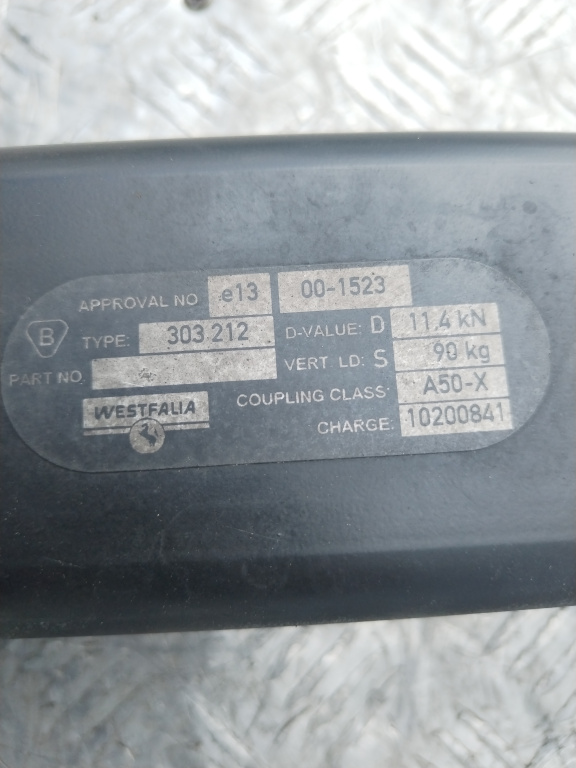 APPROVAL NO e13 00-1523
B
TYPE: 303 212 D-VALUE: D 11,4 kN
PART NO VERT LD: S 90 kg
COUPLING CLASS: A50-X
WESTFALIA
CHARGE: 10200841